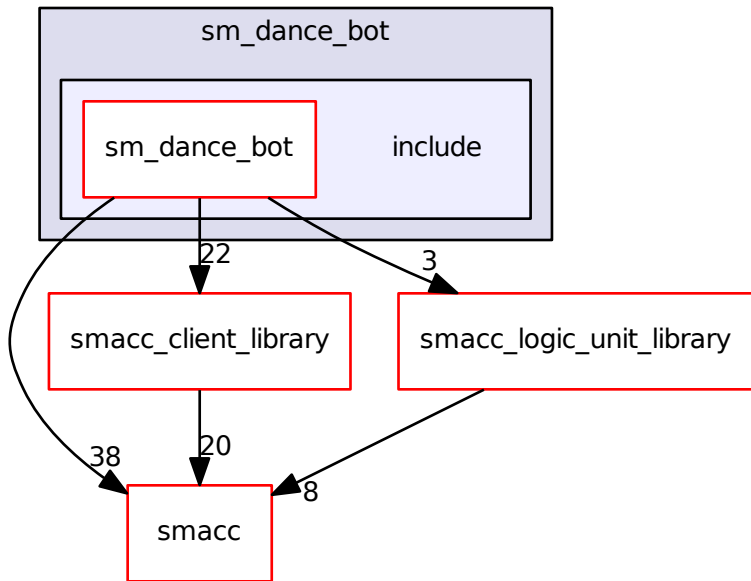 sm_dance_bot
sm_dance_bot
include
22
3
smacc_client_library
smacc_logic_unit_library
38
20
8
smacc